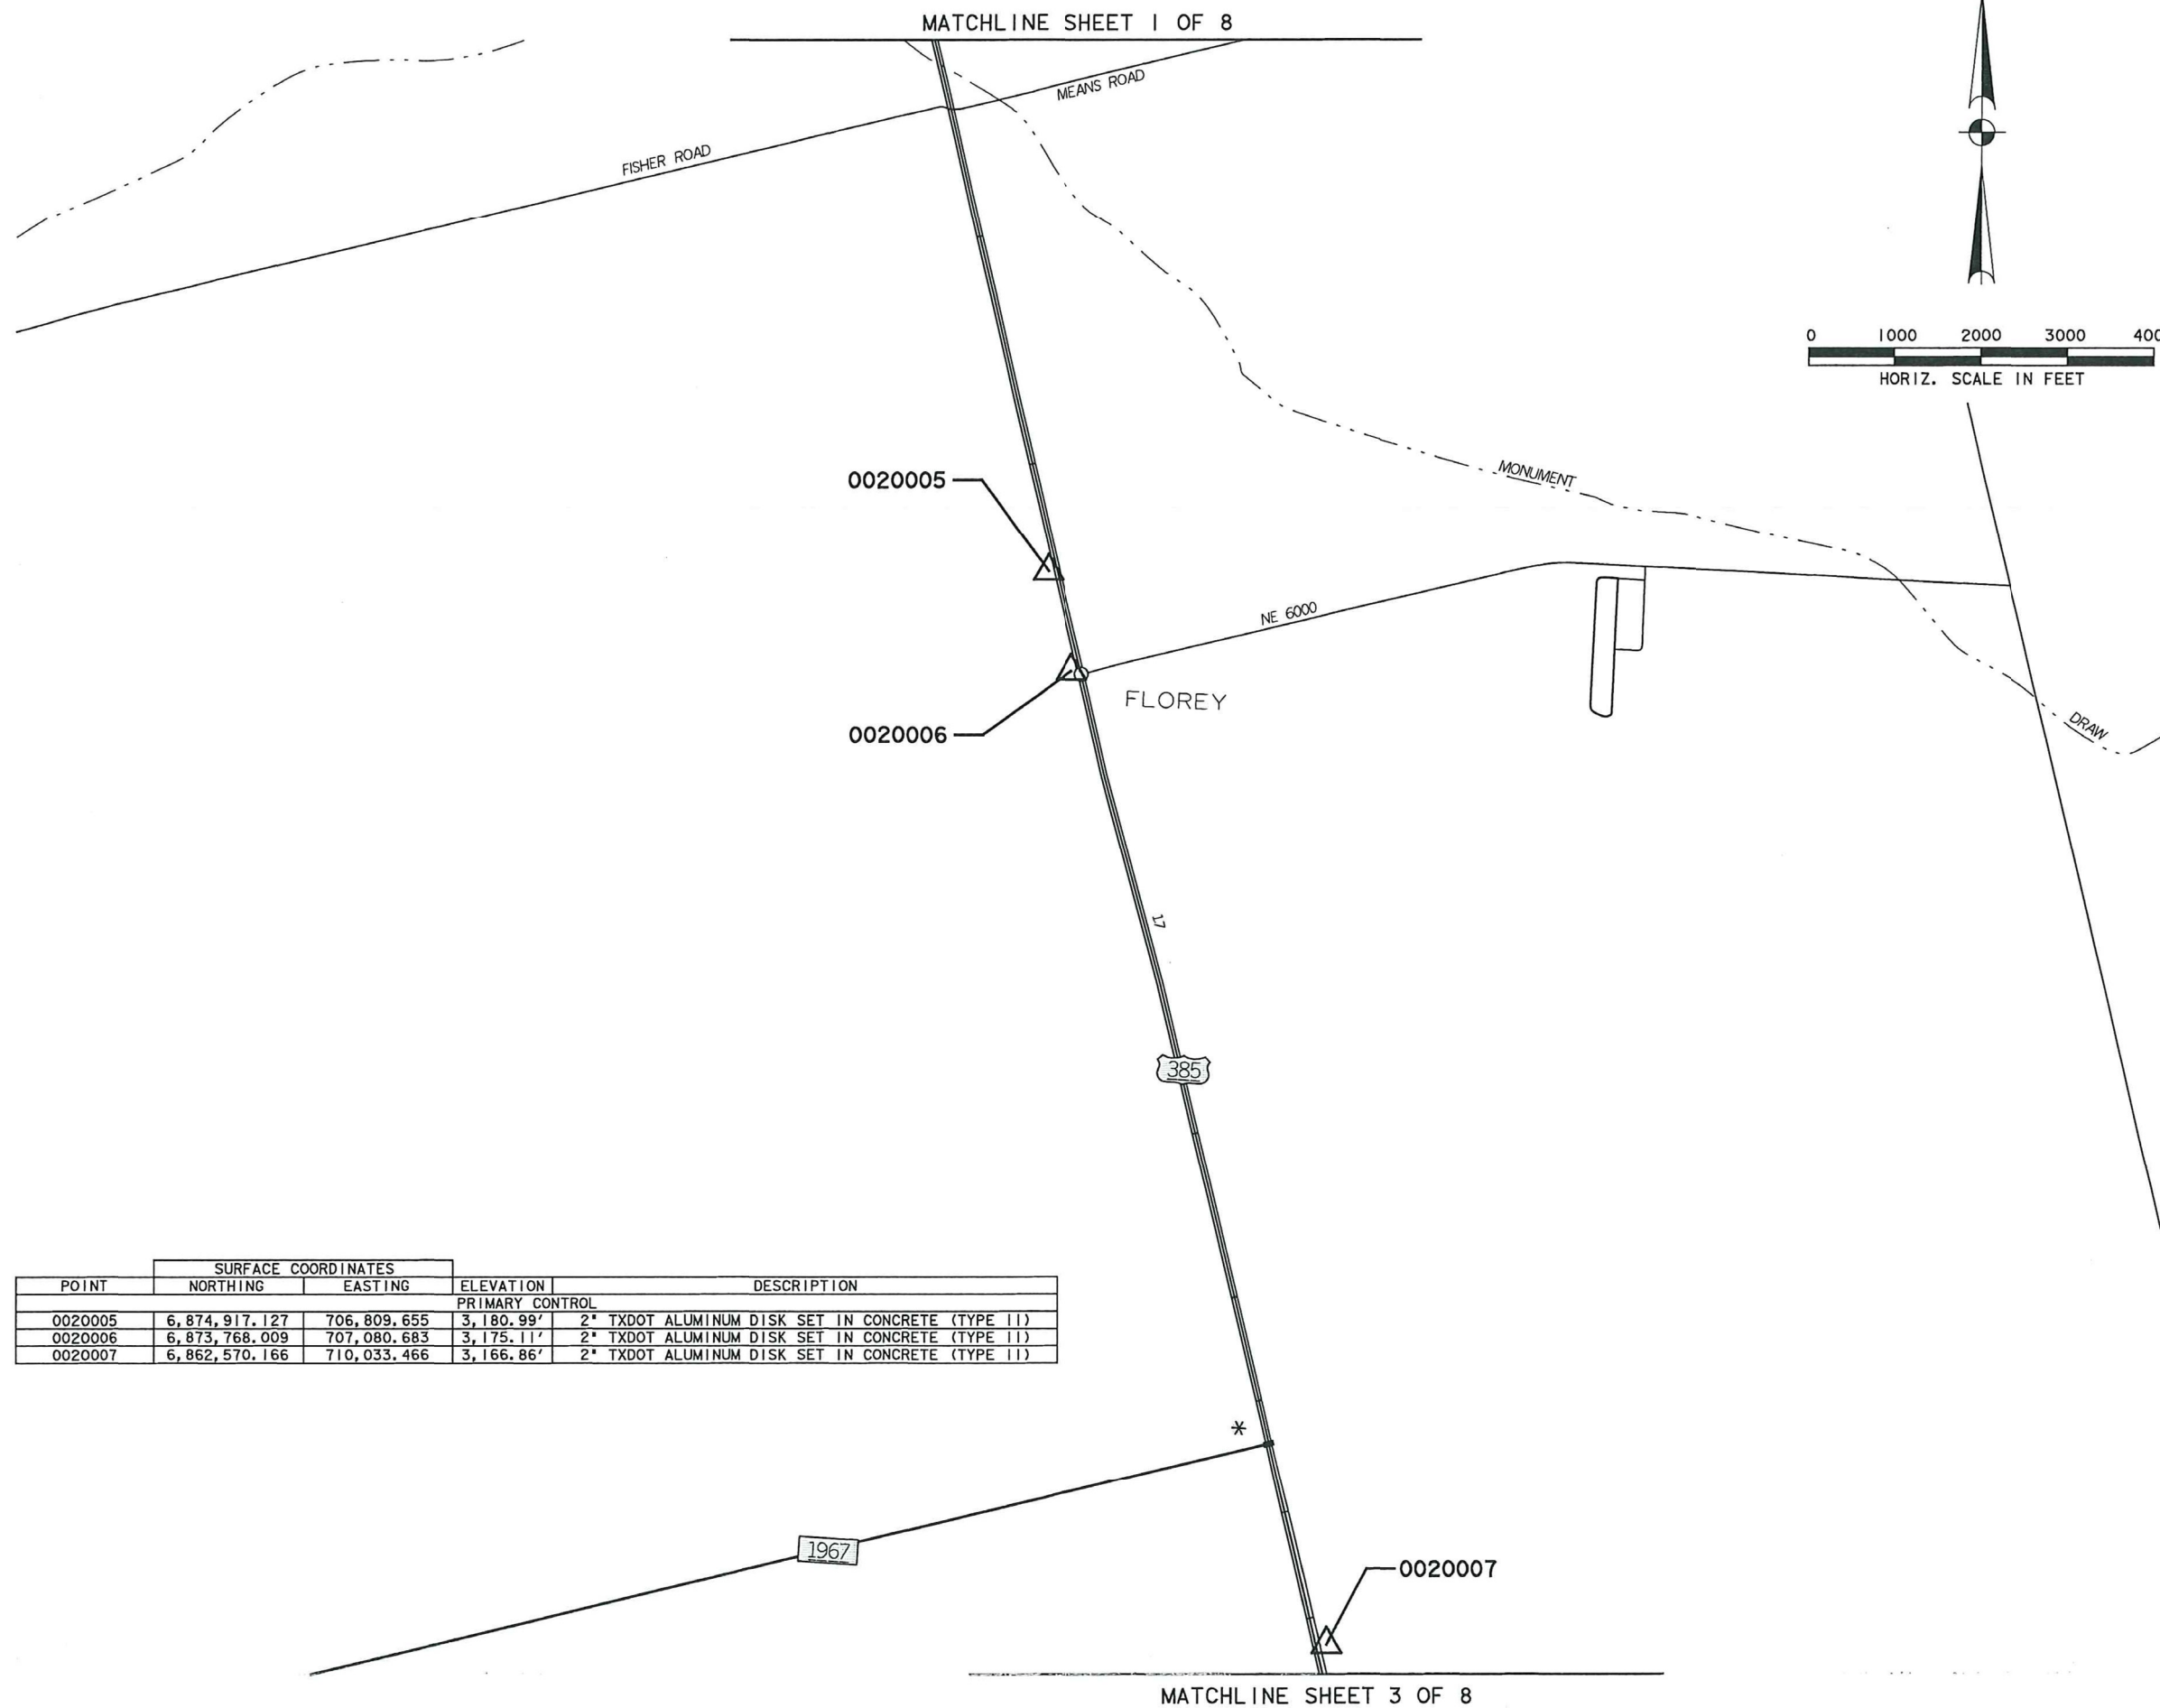 MATCHLINE SHEET 1 OF 8
MEANS ROAD
FISHER ROAD
0 1000 2000 3000 400
HORIZ. SCALE IN FEET
0020005
MONUMENT
NE 6000
FLOREY
0020006
DRAW
17
385
SURFACE COORDINATES
POINT NORTHING EASTING ELEVATION DESCRIPTION
PRIMARY CONTROL
0020005 6,874,917.127 706,809.655 3,180.99' 2" TXDOT ALUMINUM DISK SET IN CONCRETE (TYPE II)
0020006 6,873,768.009 707,080.683 3,175.11' 2" TXDOT ALUMINUM DISK SET IN CONCRETE (TYPE II)
0020007 6,862,570.166 710,033.466 3,166.86' 2" TXDOT ALUMINUM DISK SET IN CONCRETE (TYPE II)
*
1967
0020007
MATCHLINE SHEET 3 OF 8